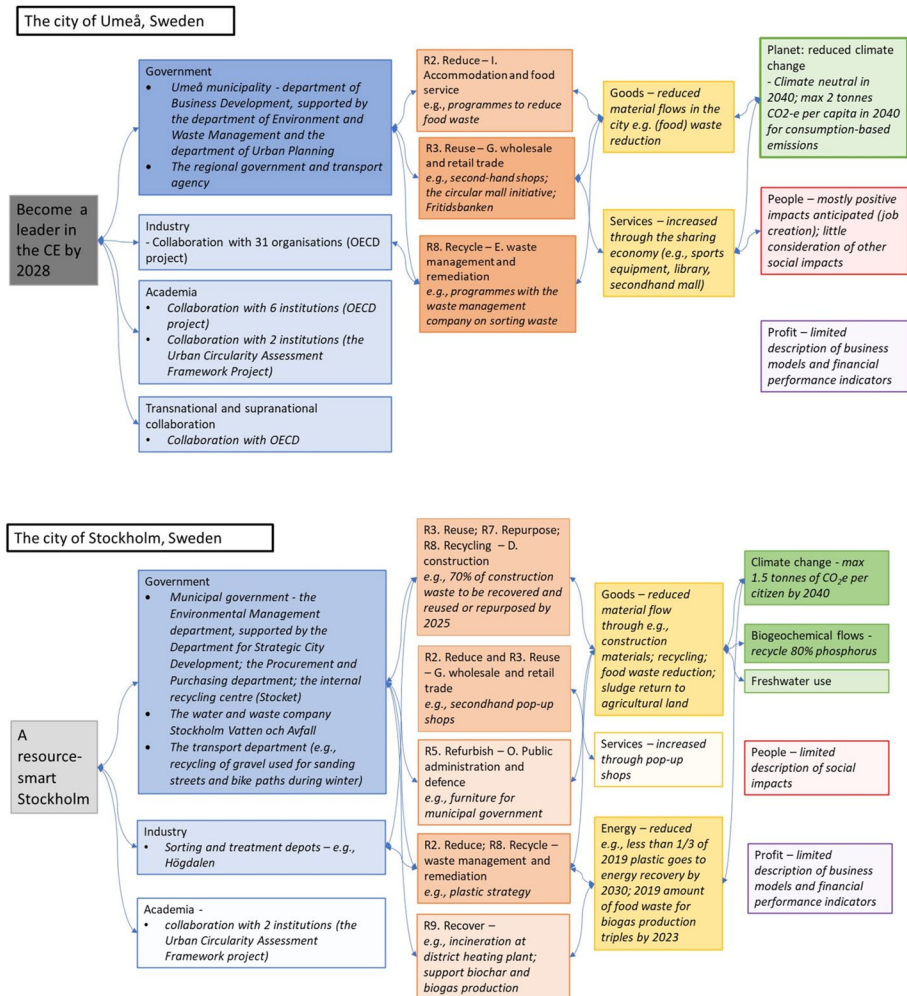 The city of Umeå, Sweden
Become a
leader in
the CE by
2028
Government
• Umeå municipality - department of
Business Development, supported by
the department of Environment and
Waste Management and the
department of Urban Planning
• The regional government and transport
agency
Industry
- Collaboration with 31 organisations (OECD
project)
Academia
• Collaboration with 6 institutions (OECD
project)
• Collaboration with 2 institutions (the
Urban Circularity Assessment
Framework Project)
Transnational and supranational
collaboration
• Collaboration with OECD
R2. Reduce – I.
Accommodation and food
service
e.g., programmes to reduce
food waste
R3. Reuse – G. wholesale
and retail trade
e.g., second-hand shops;
the circular mall initiative;
Fritidsbanken
R8. Recycle – E. waste
management and
remediation
e.g., programmes with the
waste management
company on sorting waste
Goods – reduced
material flows in the
city e.g. (food) waste
reduction
Services – increased
through the sharing
economy (e.g., sports
equipment, library,
secondhand mall)
Planet: reduced climate
change
- Climate neutral in
2040; max 2 tonnes
CO2-e per capita in 2040
for consumption-based
emissions
People – mostly positive
impacts anticipated (job
creation); little
consideration of other
social impacts
Profit – limited
description of business
models and financial
performance indicators
The city of Stockholm, Sweden
A
resource-
smart
Stockholm
Government
• Municipal government - the
Environmental Management
department, supported by the
Department for Strategic City
Development; the Procurement and
Purchasing department; the internal
recycling centre (Stocket)
• The water and waste company
Stockholm Vatten och Avfall
• The transport department (e.g.,
recycling of gravel used for sanding
streets and bike paths during winter)
Industry
• Sorting and treatment depots – e.g.,
Högdalen
Academia -
• collaboration with 2 institutions (the
Urban Circularity Assessment
Framework project)
R3. Reuse; R7. Repurpose;
R8. Recycling – D.
construction
e.g., 70% of construction
waste to be recovered and
reused or repurposed by
2025
R2. Reduce and R3. Reuse
– G. wholesale and retail
trade
e.g., secondhand pop-up
shops
R5. Refurbish – O. Public
administration and
defence
e.g., furniture for
municipal government
R2. Reduce; R8. Recycle –
waste management and
remediation
e.g., plastic strategy
R9. Recover –
e.g., incineration at
district heating plant;
support biochar and
biogas production
Goods – reduced
material flow
through e.g.,
construction
materials; recycling;
food waste reduction;
sludge return to
agricultural land
Services – increased
through pop-up
shops
Energy – reduced
e.g., less than 1/3 of
2019 plastic goes to
energy recovery by
2030; 2019 amount
of food waste for
biogas production
triples by 2023
Climate change - max
1.5 tonnes of CO₂e per
citizen by 2040
Biogeochemical flows -
recycle 80% phosphorus
Freshwater use
People – limited
description of social
impacts
Profit – limited
description of business
models and financial
performance indicators